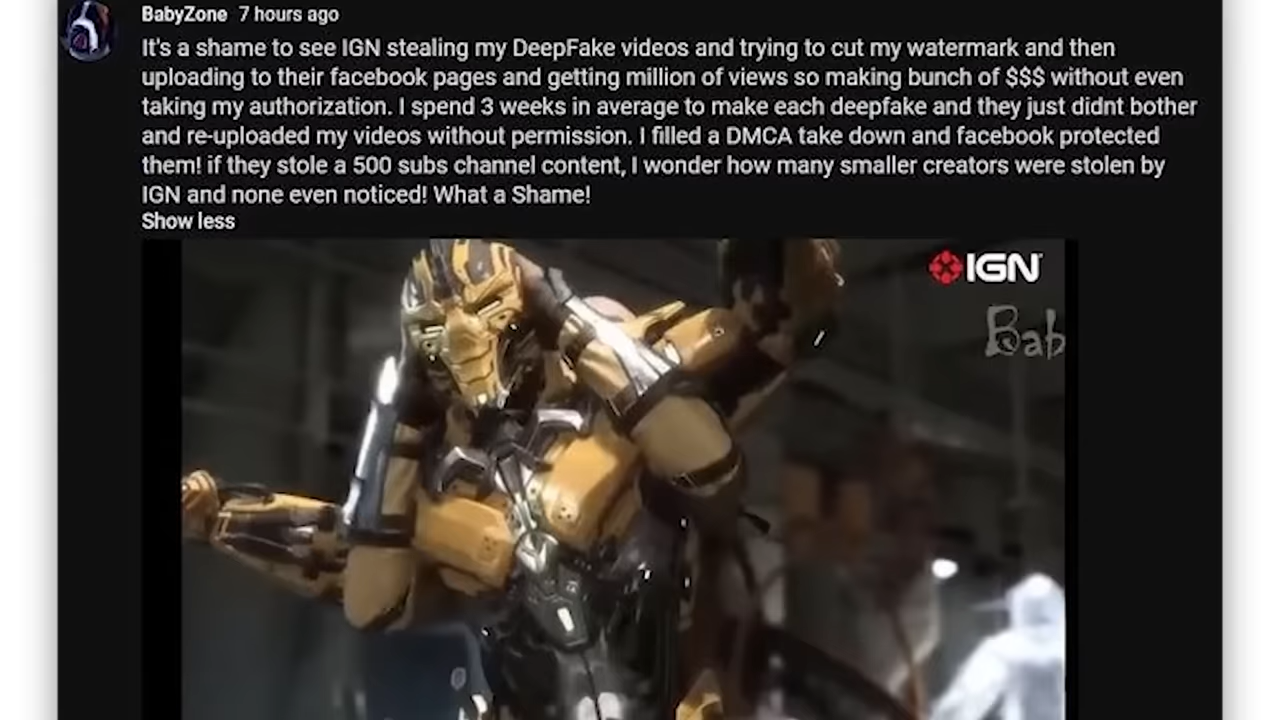 BabyZone 7 hours ago
It's a shame to see IGN stealing my DeepFake videos and trying to cut my watermark and then
uploading to their facebook pages and getting million of views so making bunch of $$$ without even
taking my authorization. I spend 3 weeks in average to make each deepfake and they just didnt bother
and re-uploaded my videos without permission. I filled a DMCA take down and facebook protected
them! if they stole a 500 subs channel content, I wonder how many smaller creators were stolen by
IGN and none even noticed! What a Shame!
Show less
IGN
Bab